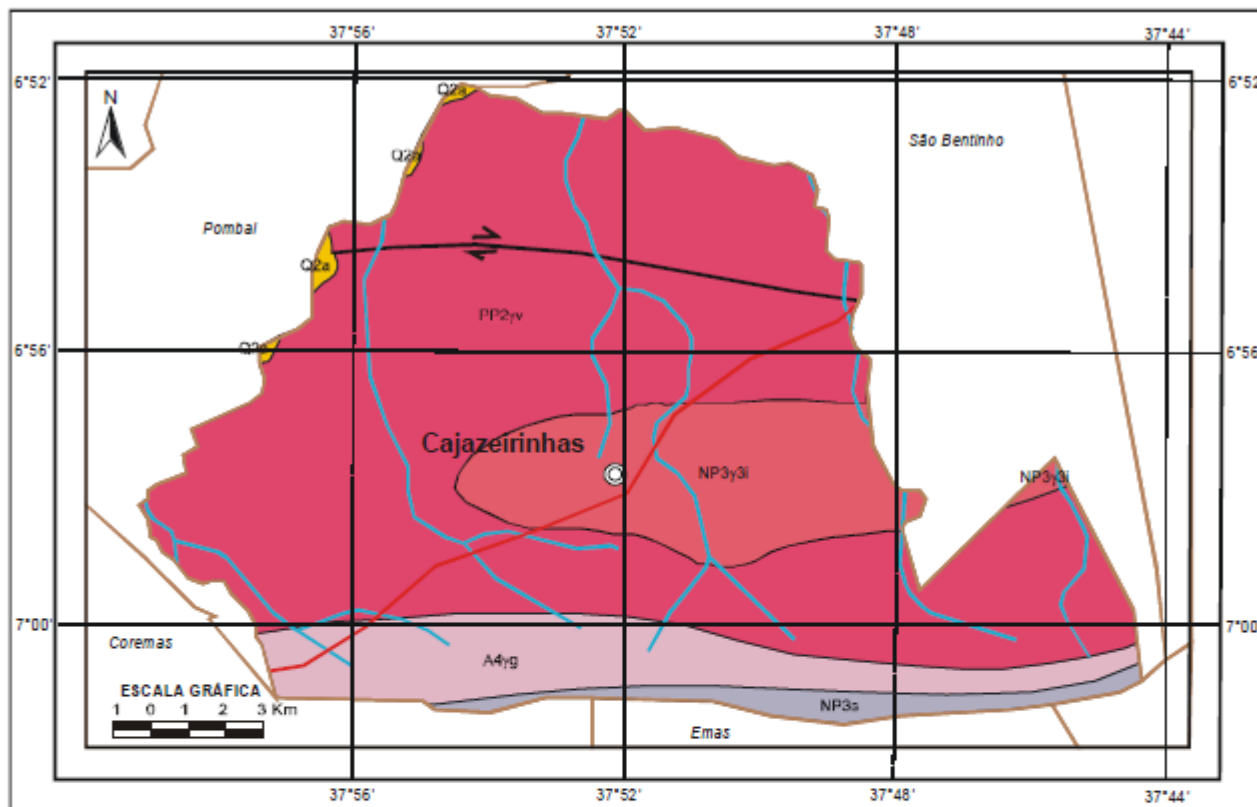 37°56'
37°52'
37°48'
37°44'
6°52'
6°52
N
Q2a
Q2a
São Bentinho
Pombal
Q2a
PP2γv
6°56'
6°56
Q2a
Cajazeirinhas
NP3γ3i
NP3γ3i
7°00'
7°00
Coremas
A4γg
ESCALA GRÁFICA
1 0 1 2 3 Km
NP3s
Emas
37°56'
37°52'
37°48'
37°44'